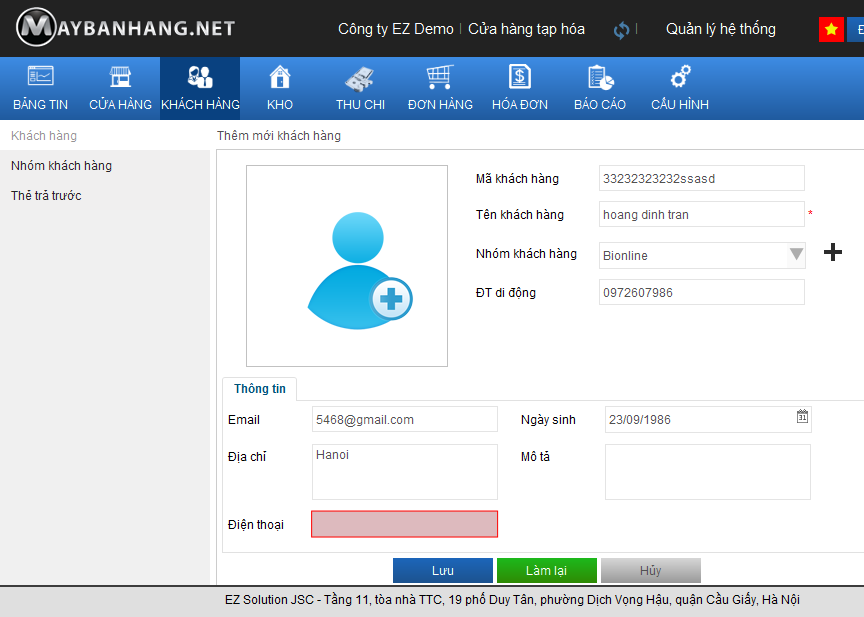 MAYBANHANG.NET
Công ty EZ Demo | Cửa hàng tạp hóa | Quản lý hệ thống
BẢNG TIN CỬA HÀNG KHÁCH HÀNG KHO THU CHI ĐƠN HÀNG HÓA ĐƠN BÁO CÁO CẤU HÌNH
Khách hàng
Nhóm khách hàng
Thẻ trả trước
Thêm mới khách hàng
Mã khách hàng 33232323232ssasd
Tên khách hàng hoang dinh tran *
Nhóm khách hàng Bionline
ĐT di động 0972607986
Thông tin
Email 5468@gmail.com Ngày sinh 23/09/1986 31
Địa chỉ Hanoi Mô tả
Điện thoại
Lưu Làm lại Hủy
EZ Solution JSC - Tầng 11, tòa nhà TTC, 19 phố Duy Tân, phường Dịch Vọng Hậu, quận Cầu Giấy, Hà Nội